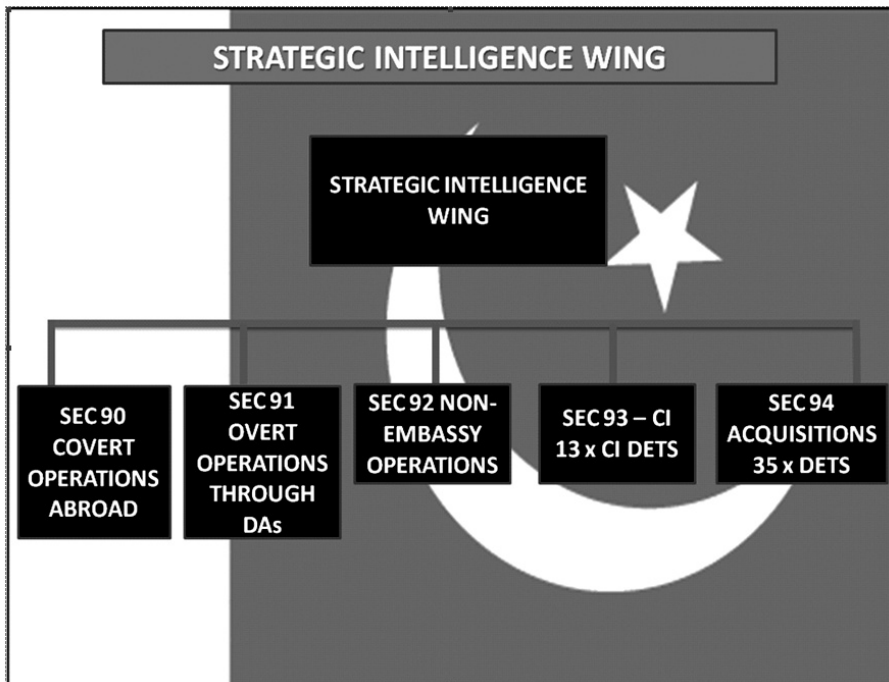 STRATEGIC INTELLIGENCE WING
STRATEGIC INTELLIGENCE
WING
SEC 90
COVERT
OPERATIONS
ABROAD
SEC 91
OVERT
OPERATIONS
THROUGH
DAs
SEC 92 NON-
EMBASSY
OPERATIONS
SEC 93 – CI
13 x CI DETS
SEC 94
ACQUISITIONS
35 x DETS